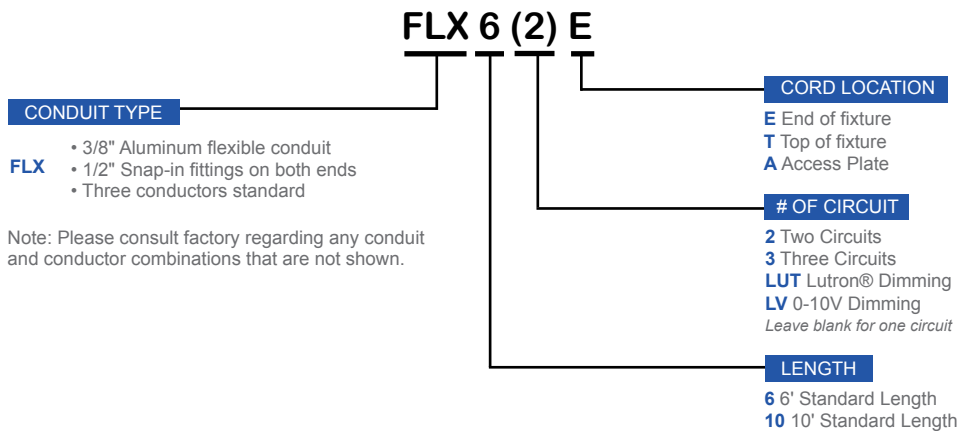 FLX 6 (2) E
CONDUIT TYPE
FLX
• 3/8" Aluminum flexible conduit
• 1/2" Snap-in fittings on both ends
• Three conductors standard
Note: Please consult factory regarding any conduit
and conductor combinations that are not shown.
CORD LOCATION
E End of fixture
T Top of fixture
A Access Plate
# OF CIRCUIT
2 Two Circuits
3 Three Circuits
LUT Lutron® Dimming
LV 0-10V Dimming
Leave blank for one circuit
LENGTH
6 6' Standard Length
10 10' Standard Length